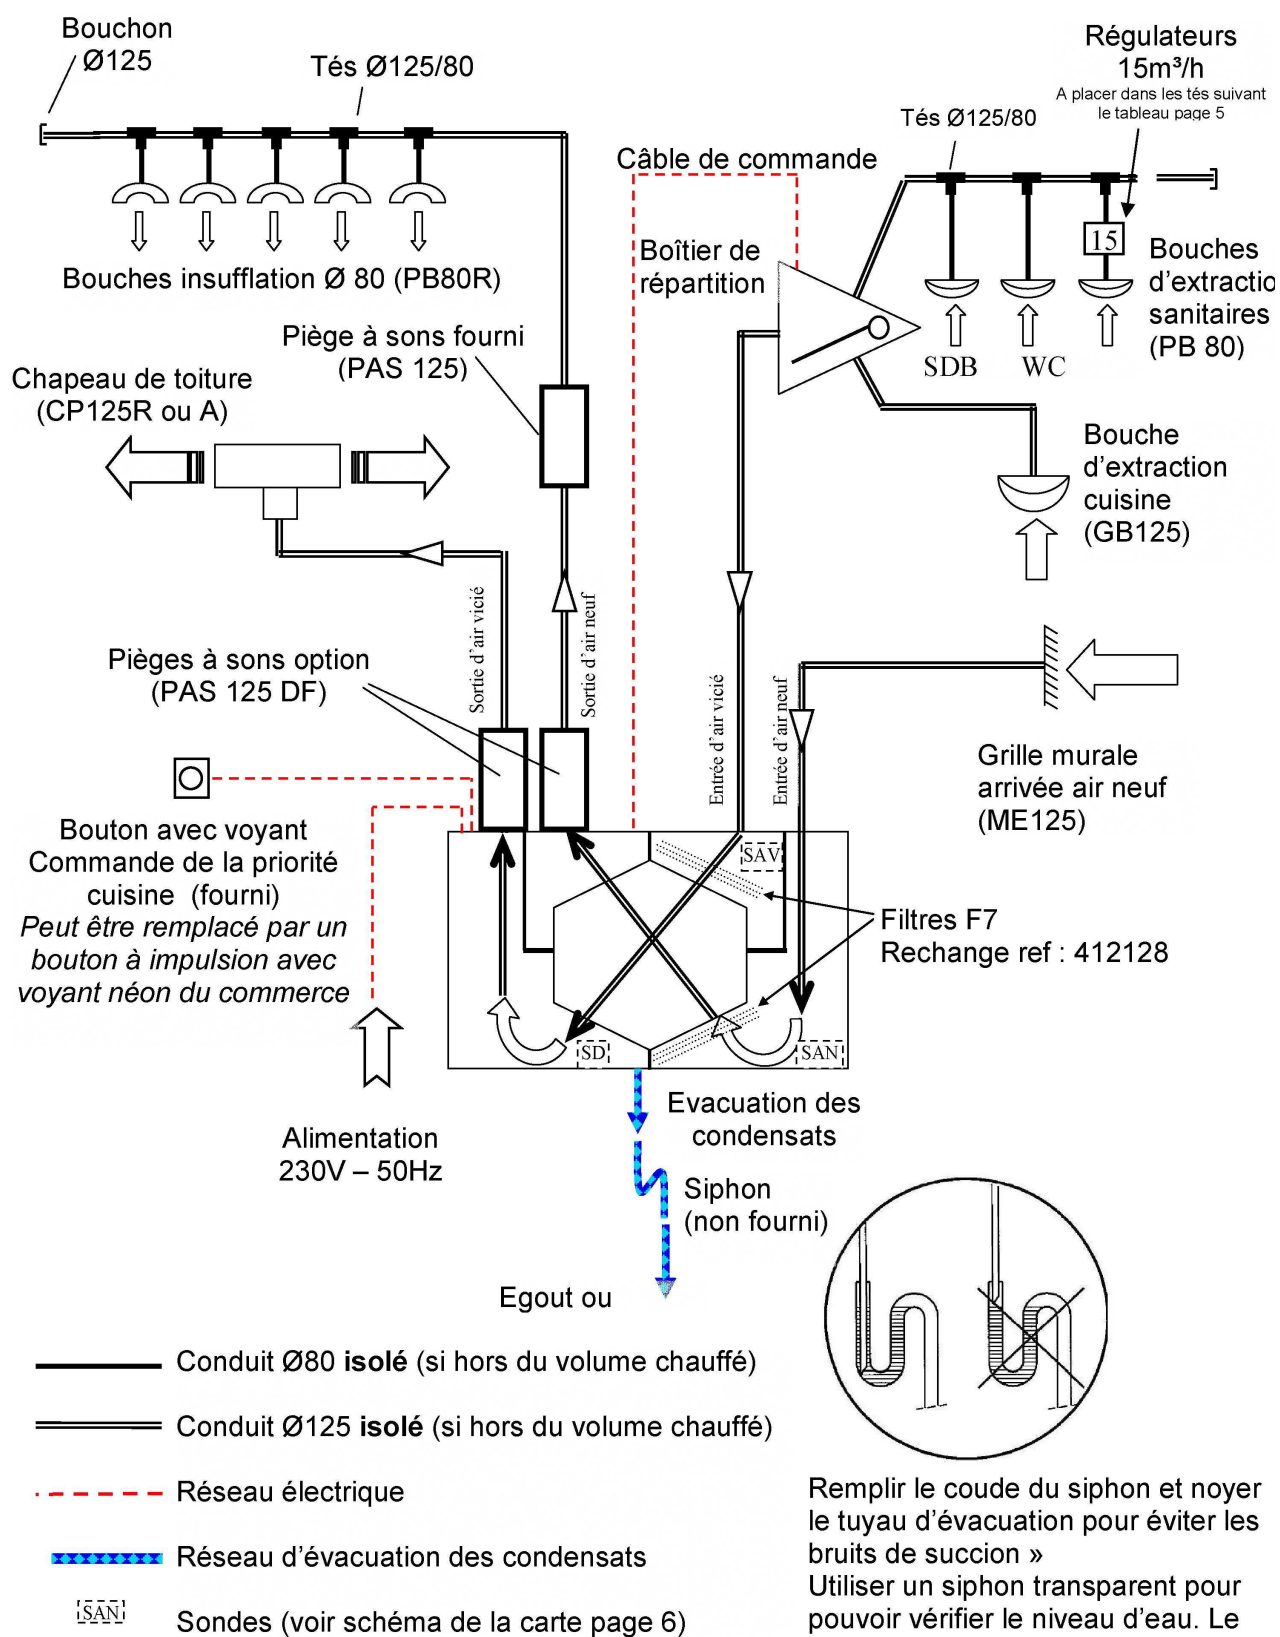 Bouchon
Ø125
Tés Ø125/80
Régulateurs
15m³/h
A placer dans les tés suivant
le tableau page 5
Tés Ø125/80
Câble de commande
Boîtier de
répartition
15
Bouches
d'extractio
sanitaires
(PB 80)
SDB
WC
Bouches insufflation Ø 80 (PB80R)
Piège à sons fourni
(PAS 125)
Chapeau de toiture
(CP125R ou A)
Bouche
d'extraction
cuisine
(GB125)
Sortie d'air vicié
Sortie d'air neuf
Entrée d'air vicié
Entrée d'air neuf
Pièges à sons option
(PAS 125 DF)
Grille murale
arrivée air neuf
(ME125)
Bouton avec voyant
Commande de la priorité
cuisine (fourni)
Peut être remplacé par un
bouton à impulsion avec
voyant néon du commerce
SAV
Filtres F7
Rechange ref : 412128
SD
SAN
Evacuation des
condensats
Alimentation
230V – 50Hz
Siphon
(non fourni)
Egout ou
Conduit Ø80 isolé (si hors du volume chauffé)
Conduit Ø125 isolé (si hors du volume chauffé)
Réseau électrique
Réseau d'évacuation des condensats
SAN
Sondes (voir schéma de la carte page 6)
Remplir le coude du siphon et noyer
le tuyau d'évacuation pour éviter les
bruits de succion »
Utiliser un siphon transparent pour
pouvoir vérifier le niveau d'eau. Le